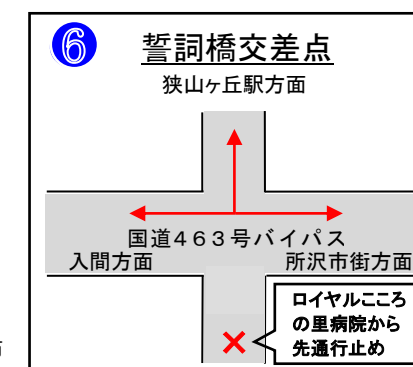 ⑥ 誓詞橋交差点
狭山ヶ丘駅方面
国道463号バイパス
入間方面 所沢市街方面
ロイヤルこころ
の里病院から
先通行止め